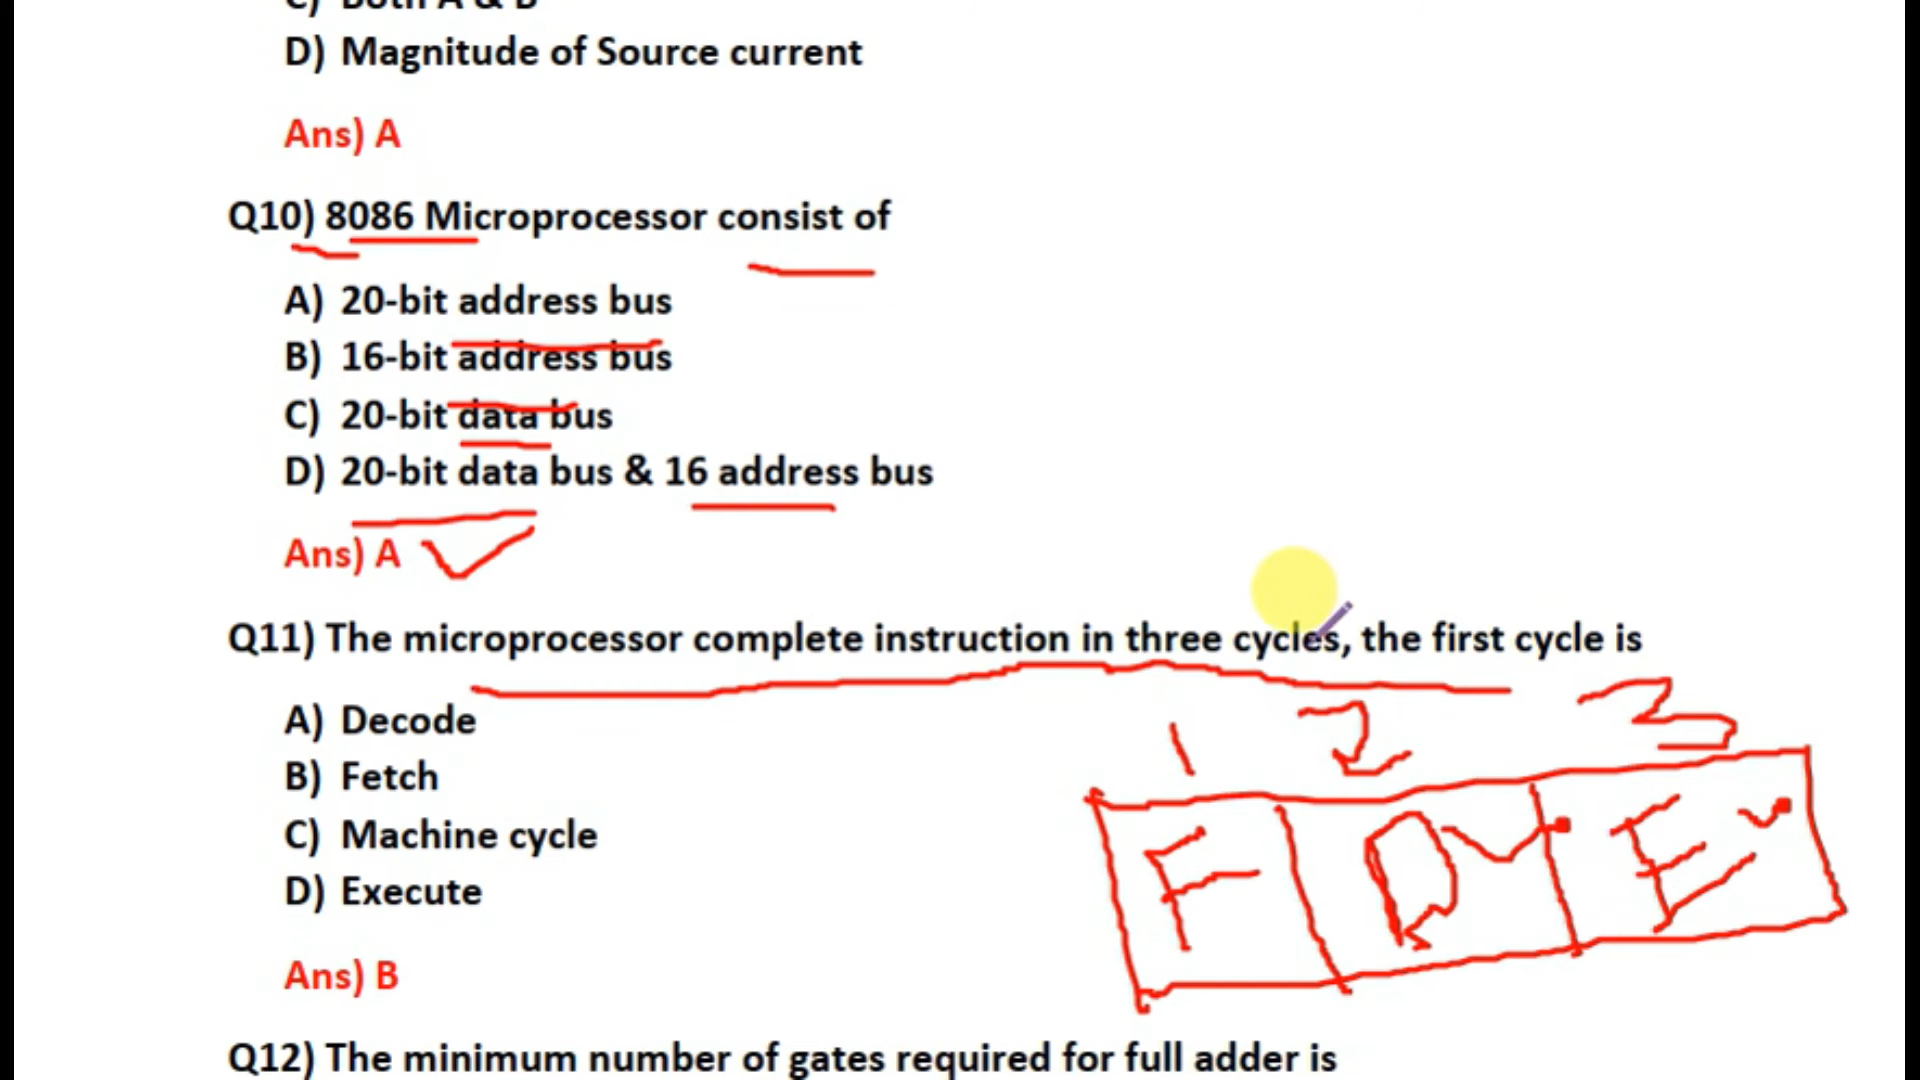 C) Both A & B
D) Magnitude of Source current
Ans) A
Q10) 8086 Microprocessor consist of
A) 20-bit address bus
B) 16-bit address bus
C) 20-bit data bus
D) 20-bit data bus & 16 address bus
Ans) A
Q11) The microprocessor complete instruction in three cycles, the first cycle is
A) Decode
B) Fetch
C) Machine cycle
D) Execute
1 2 3
F D E
Ans) B
Q12) The minimum number of gates required for full adder is